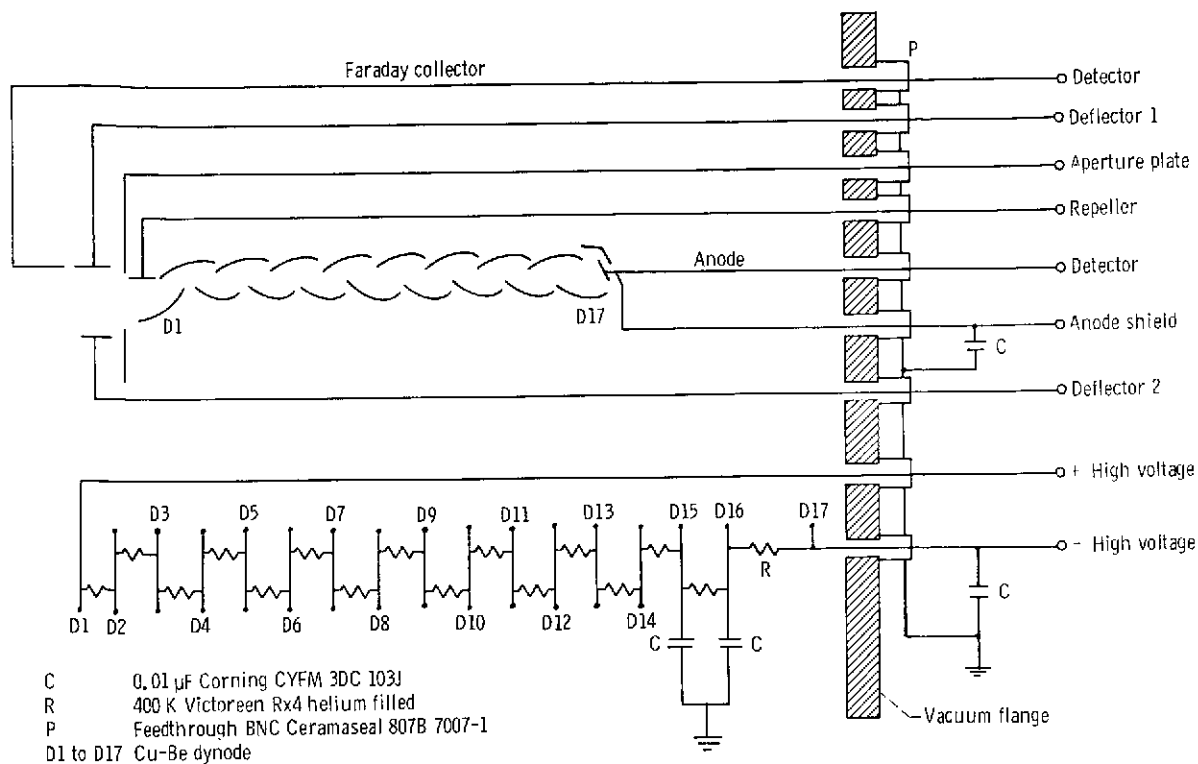 P
Faraday collector
Detector
Deflector 1
Aperture plate
Repeller
Anode
Detector
D1
D17
Anode shield
C
Deflector 2
+ High voltage
D3
D5
D7
D9
D11
D13
D15
D16
D17
- High voltage
R
C
D1
D2
D4
D6
D8
D10
D12
D14
C
C
C 0.01 µF Corning CYFM 3DC 103J
R 400 K Victoreen Rx4 helium filled
P Feedthrough BNC Ceramaseal 807B 7007-1
D1 to D17 Cu-Be dynode
Vacuum flange